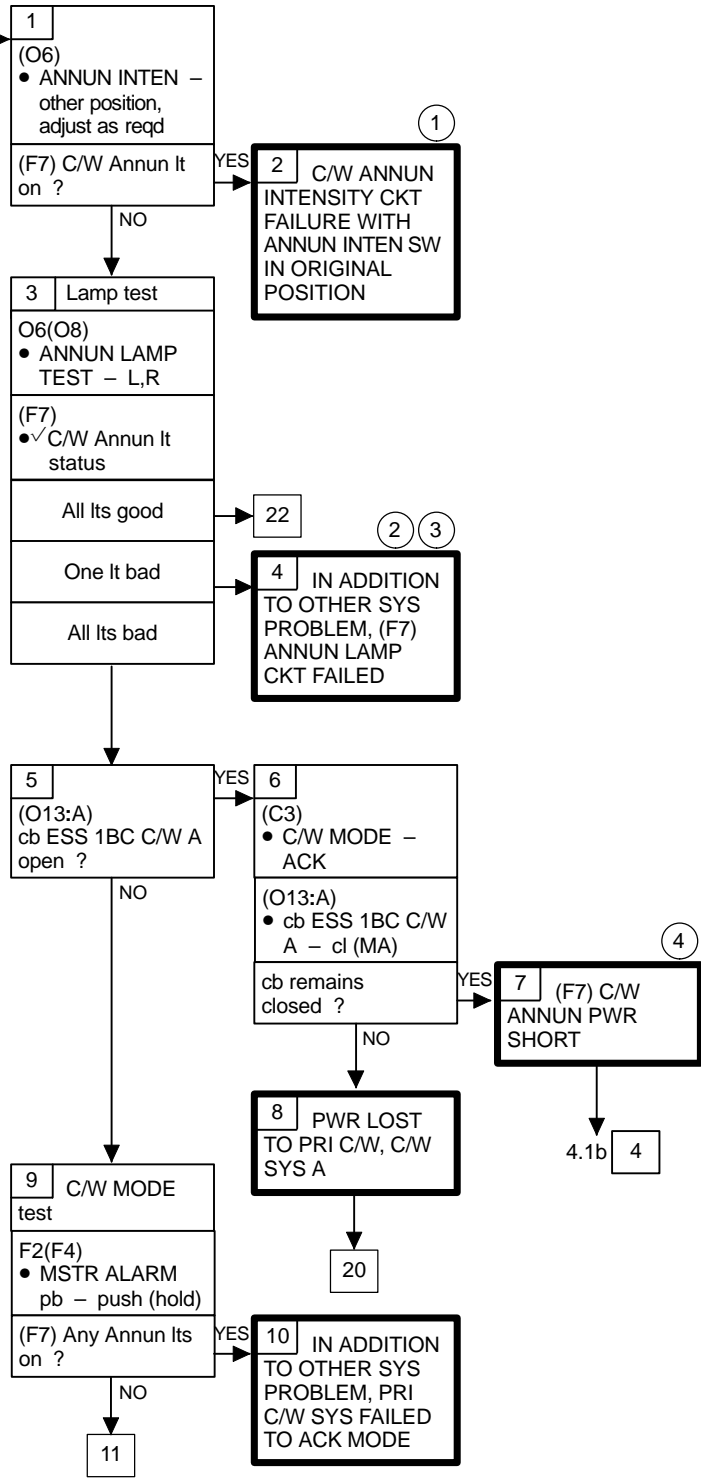 1
(O6)
• ANNUN INTEN –
other position,
adjust as reqd
(F7) C/W Annun lt
on ?
YES
NO
1
2 C/W ANNUN
INTENSITY CKT
FAILURE WITH
ANNUN INTEN SW
IN ORIGINAL
POSITION
3 Lamp test
O6(O8)
• ANNUN LAMP
TEST – L,R
(F7)
•√C/W Annun lt
status
All lts good
22
One lt bad
All lts bad
2 3
4 IN ADDITION
TO OTHER SYS
PROBLEM, (F7)
ANNUN LAMP
CKT FAILED
5
(O13:A)
cb ESS 1BC C/W A
open ?
YES
NO
6
(C3)
• C/W MODE –
ACK
(O13:A)
• cb ESS 1BC C/W
A – cl (MA)
cb remains
closed ?
YES
NO
4
7 (F7) C/W
ANNUN PWR
SHORT
4.1b 4
8 PWR LOST
TO PRI C/W, C/W
SYS A
20
9 C/W MODE
test
F2(F4)
• MSTR ALARM
pb – push (hold)
(F7) Any Annun lts
on ?
YES
NO
10 IN ADDITION
TO OTHER SYS
PROBLEM, PRI
C/W SYS FAILED
TO ACK MODE
11